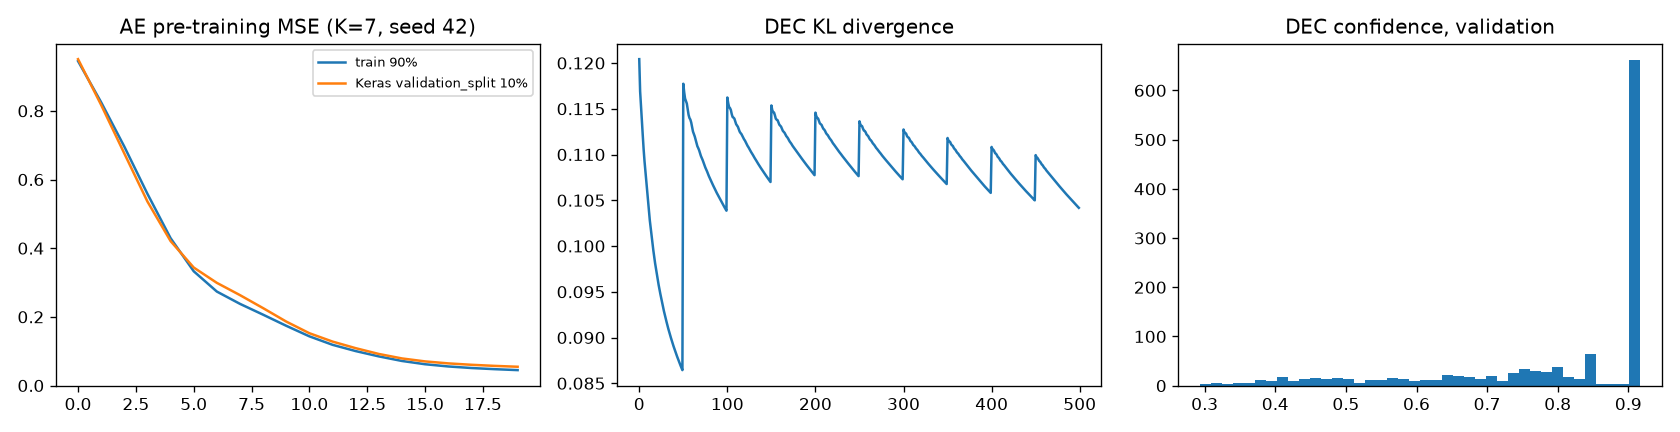 AE pre-training MSE (K=7, seed 42)
train 90%
Keras validation_split 10%
0.8
0.6
0.4
0.2
0.0
0.0 2.5 5.0 7.5 10.0 12.5 15.0 17.5
DEC KL divergence
0.120
0.115
0.110
0.105
0.100
0.095
0.090
0.085
0 100 200 300 400 500
DEC confidence, validation
600
500
400
300
200
100
0
0.3 0.4 0.5 0.6 0.7 0.8 0.9